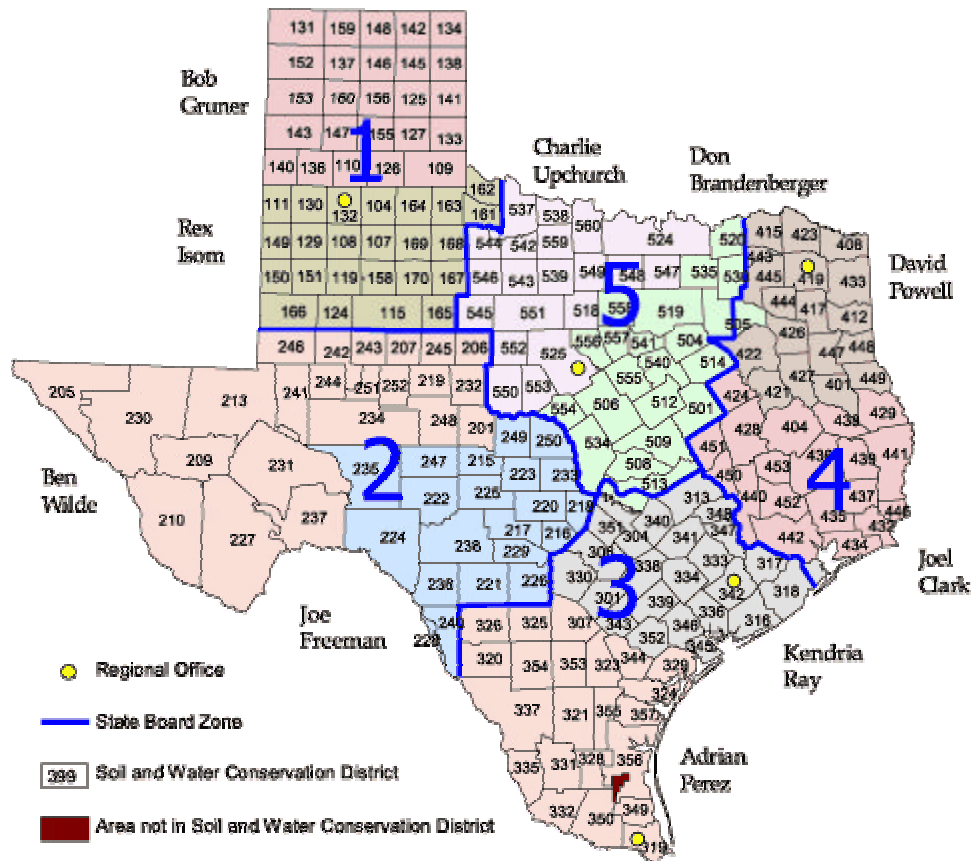 131 159 148 142 134
152 137 146 145 138
Bob
Gruner
153 160 156 125 141
143 147 155 127 133
1
140 136 110 126 109
Charlie
Upchurch
Don
Brandenberger
Rex
Isom
111 130 132 104 164 163 162
161
149 129 108 107 169 168
150 151 119 158 170 167
166 124 115 165
537 538 560
544 542 559 524 520
546 543 539 549 548 547 535
5
545 551 518 519
552 525 556 557 541 504
540 514
550 553 555
554 506 512 501
534 509
508
513
415 423 408
443 445 419 433
David
Powell
444 417 412
505 426
422 447 448
427 401 449
421
424 429
428 404 439
451 441
453
4
450 440 452 437
435 432 446
442 434
Joel
Clark
246 242 243 207 245 206
205 230 213 241 244 251 252 219 232
234 248 201
249 250
2
209 231 235 247 215
223 233
Ben
Wilde
222 225 220 218
210 227 237 224 238 217 216
229
236 221 226
Joe
Freeman
240
228
313
351 340 348
304 341 347
3
338 333 317
330 334 342 318
301 339 336
316
326 325 307 343 346
352 345
Kendria
Ray
320 354 353 323 344 329
324
337 321 355 357
335 331 328 356
Adrian
Perez
332 350 349
319
Regional Office
State Board Zone
399 Soil and Water Conservation District
Area not in Soil and Water Conservation District